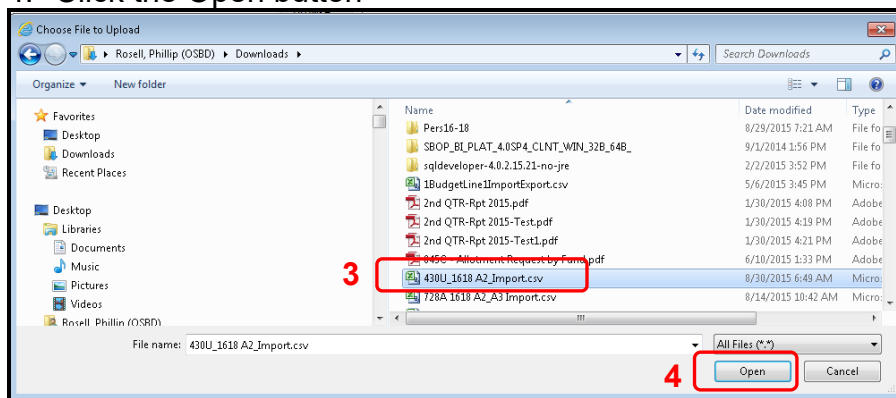 4. Click the Open button
Choose File to Upload
Rosell, Phillip (OSBD) Downloads
Search Downloads
Organize New folder
Favorites
Desktop
Downloads
Recent Places
Desktop
Libraries
Documents
Music
Pictures
Videos
Rosell, Phillip (OSBD)
Name Date modified Type
Pers16-18 8/29/2015 7:21 AM File fo
SBOP_BI_PLAT_4.0SP4_CLNT_WIN_32B_64B_ 9/1/2014 1:56 PM File fo
sqldeveloper-4.0.2.15.21-no-jre 2/2/2015 3:52 PM File fo
1BudgetLine1ImportExport.csv 5/6/2015 3:45 PM Micro:
2nd QTR-Rpt 2015.pdf 1/30/2015 4:08 PM Adobe
2nd QTR-Rpt 2015-Test.pdf 1/30/2015 4:19 PM Adobe
2nd QTR-Rpt 2015-Test1.pdf 1/30/2015 4:21 PM Adobe
045C - Allotment Request by Fund.pdf 6/10/2015 1:33 PM Adobe
3 430U_1618 A2_Import.csv 8/30/2015 6:49 AM Micro:
728A 1618 A2_A3 Import.csv 8/14/2015 10:42 AM Micro:
File name: 430U_1618 A2_Import.csv All Files (*.*)
4 Open Cancel